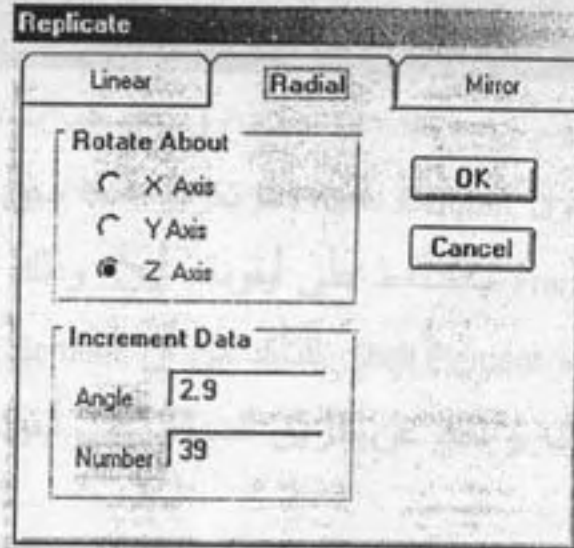 Replicate
Linear Radial Mirror
Rotate About
X Axis
Y Axis
Z Axis
OK
Cancel
Increment Data
Angle 2.9
Number 39